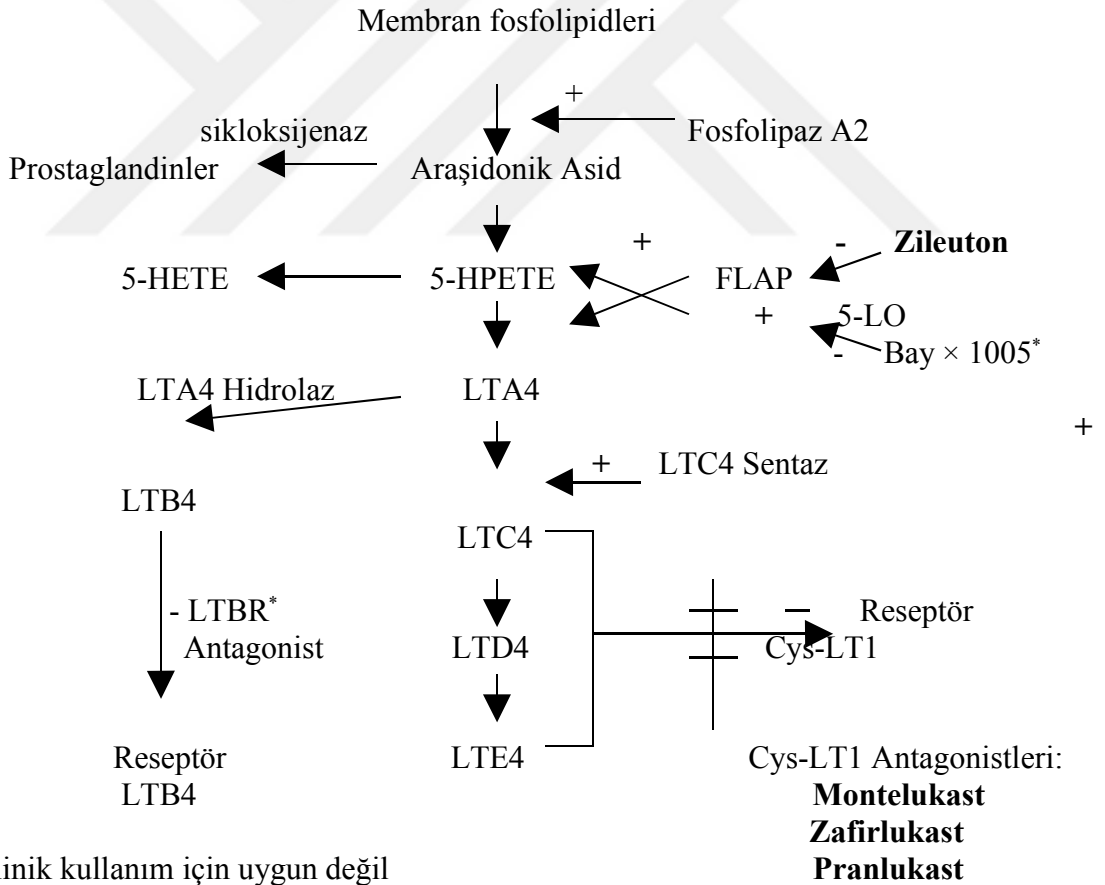 Membran fosfolipidleri
+
sikloksijenaz
Fosfolipaz A2
Prostaglandinler
Araşidonik Asid
+
- Zileuton
5-HETE
5-HPETE
FLAP
+
5-LO
- Bay × 1005*
LTA4 Hidrolaz
LTA4
+
+
LTC4 Sentaz
LTB4
LTC4
- LTBR*
Antagonist
LTD4
–
Reseptör
Cys-LT1
Reseptör
LTB4
LTE4
Cys-LT1 Antagonistleri:
Montelukast
Zafirlukast
Pranlukast
linik kullanım için uygun değil